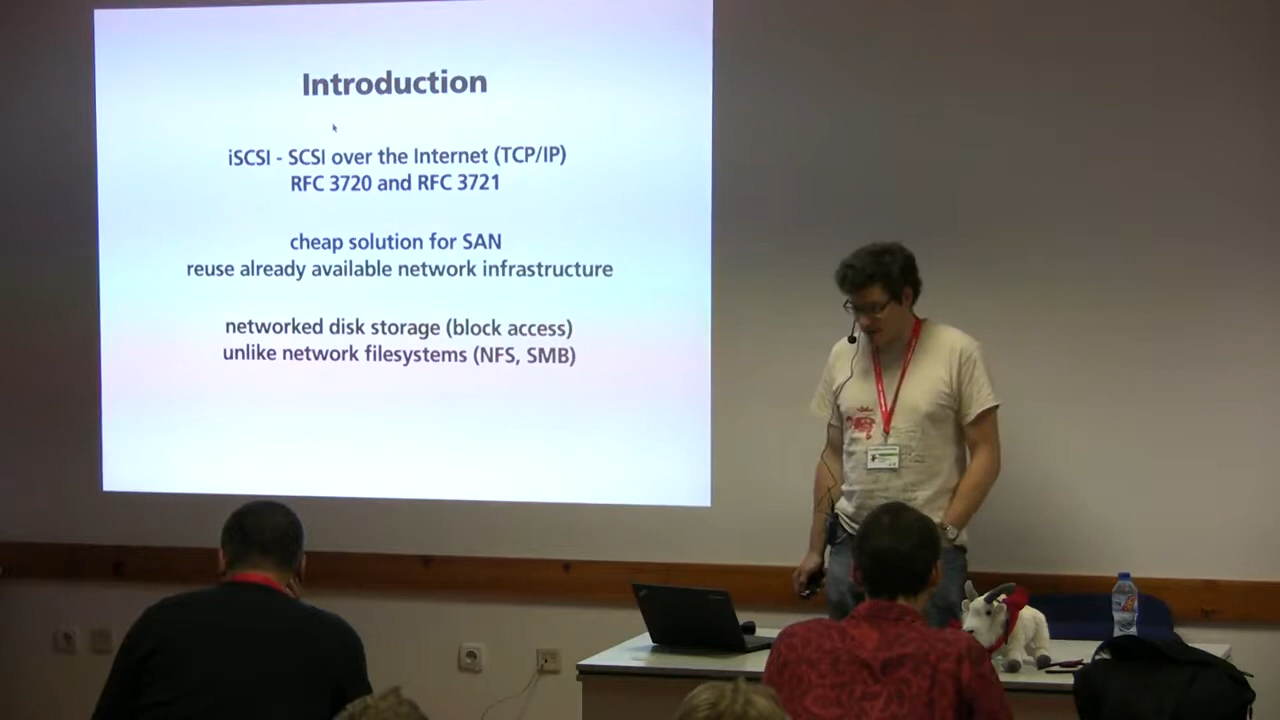 Introduction
iSCSI - SCSI over the Internet (TCP/IP)
RFC 3720 and RFC 3721
cheap solution for SAN
reuse already available network infrastructure
networked disk storage (block access)
unlike network filesystems (NFS, SMB)